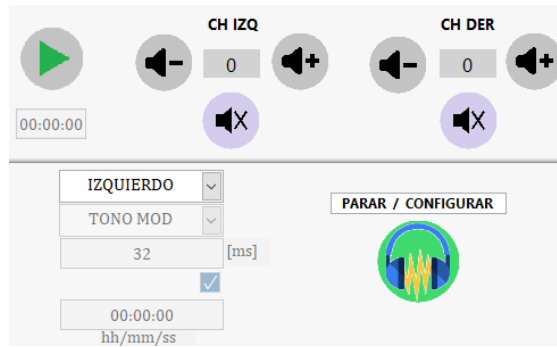 CH IZQ
CH DER
0
0
00:00:00
IZQUIERDO
TONO MOD
32 [ms]
00:00:00
hh/mm/ss
PARAR / CONFIGURAR